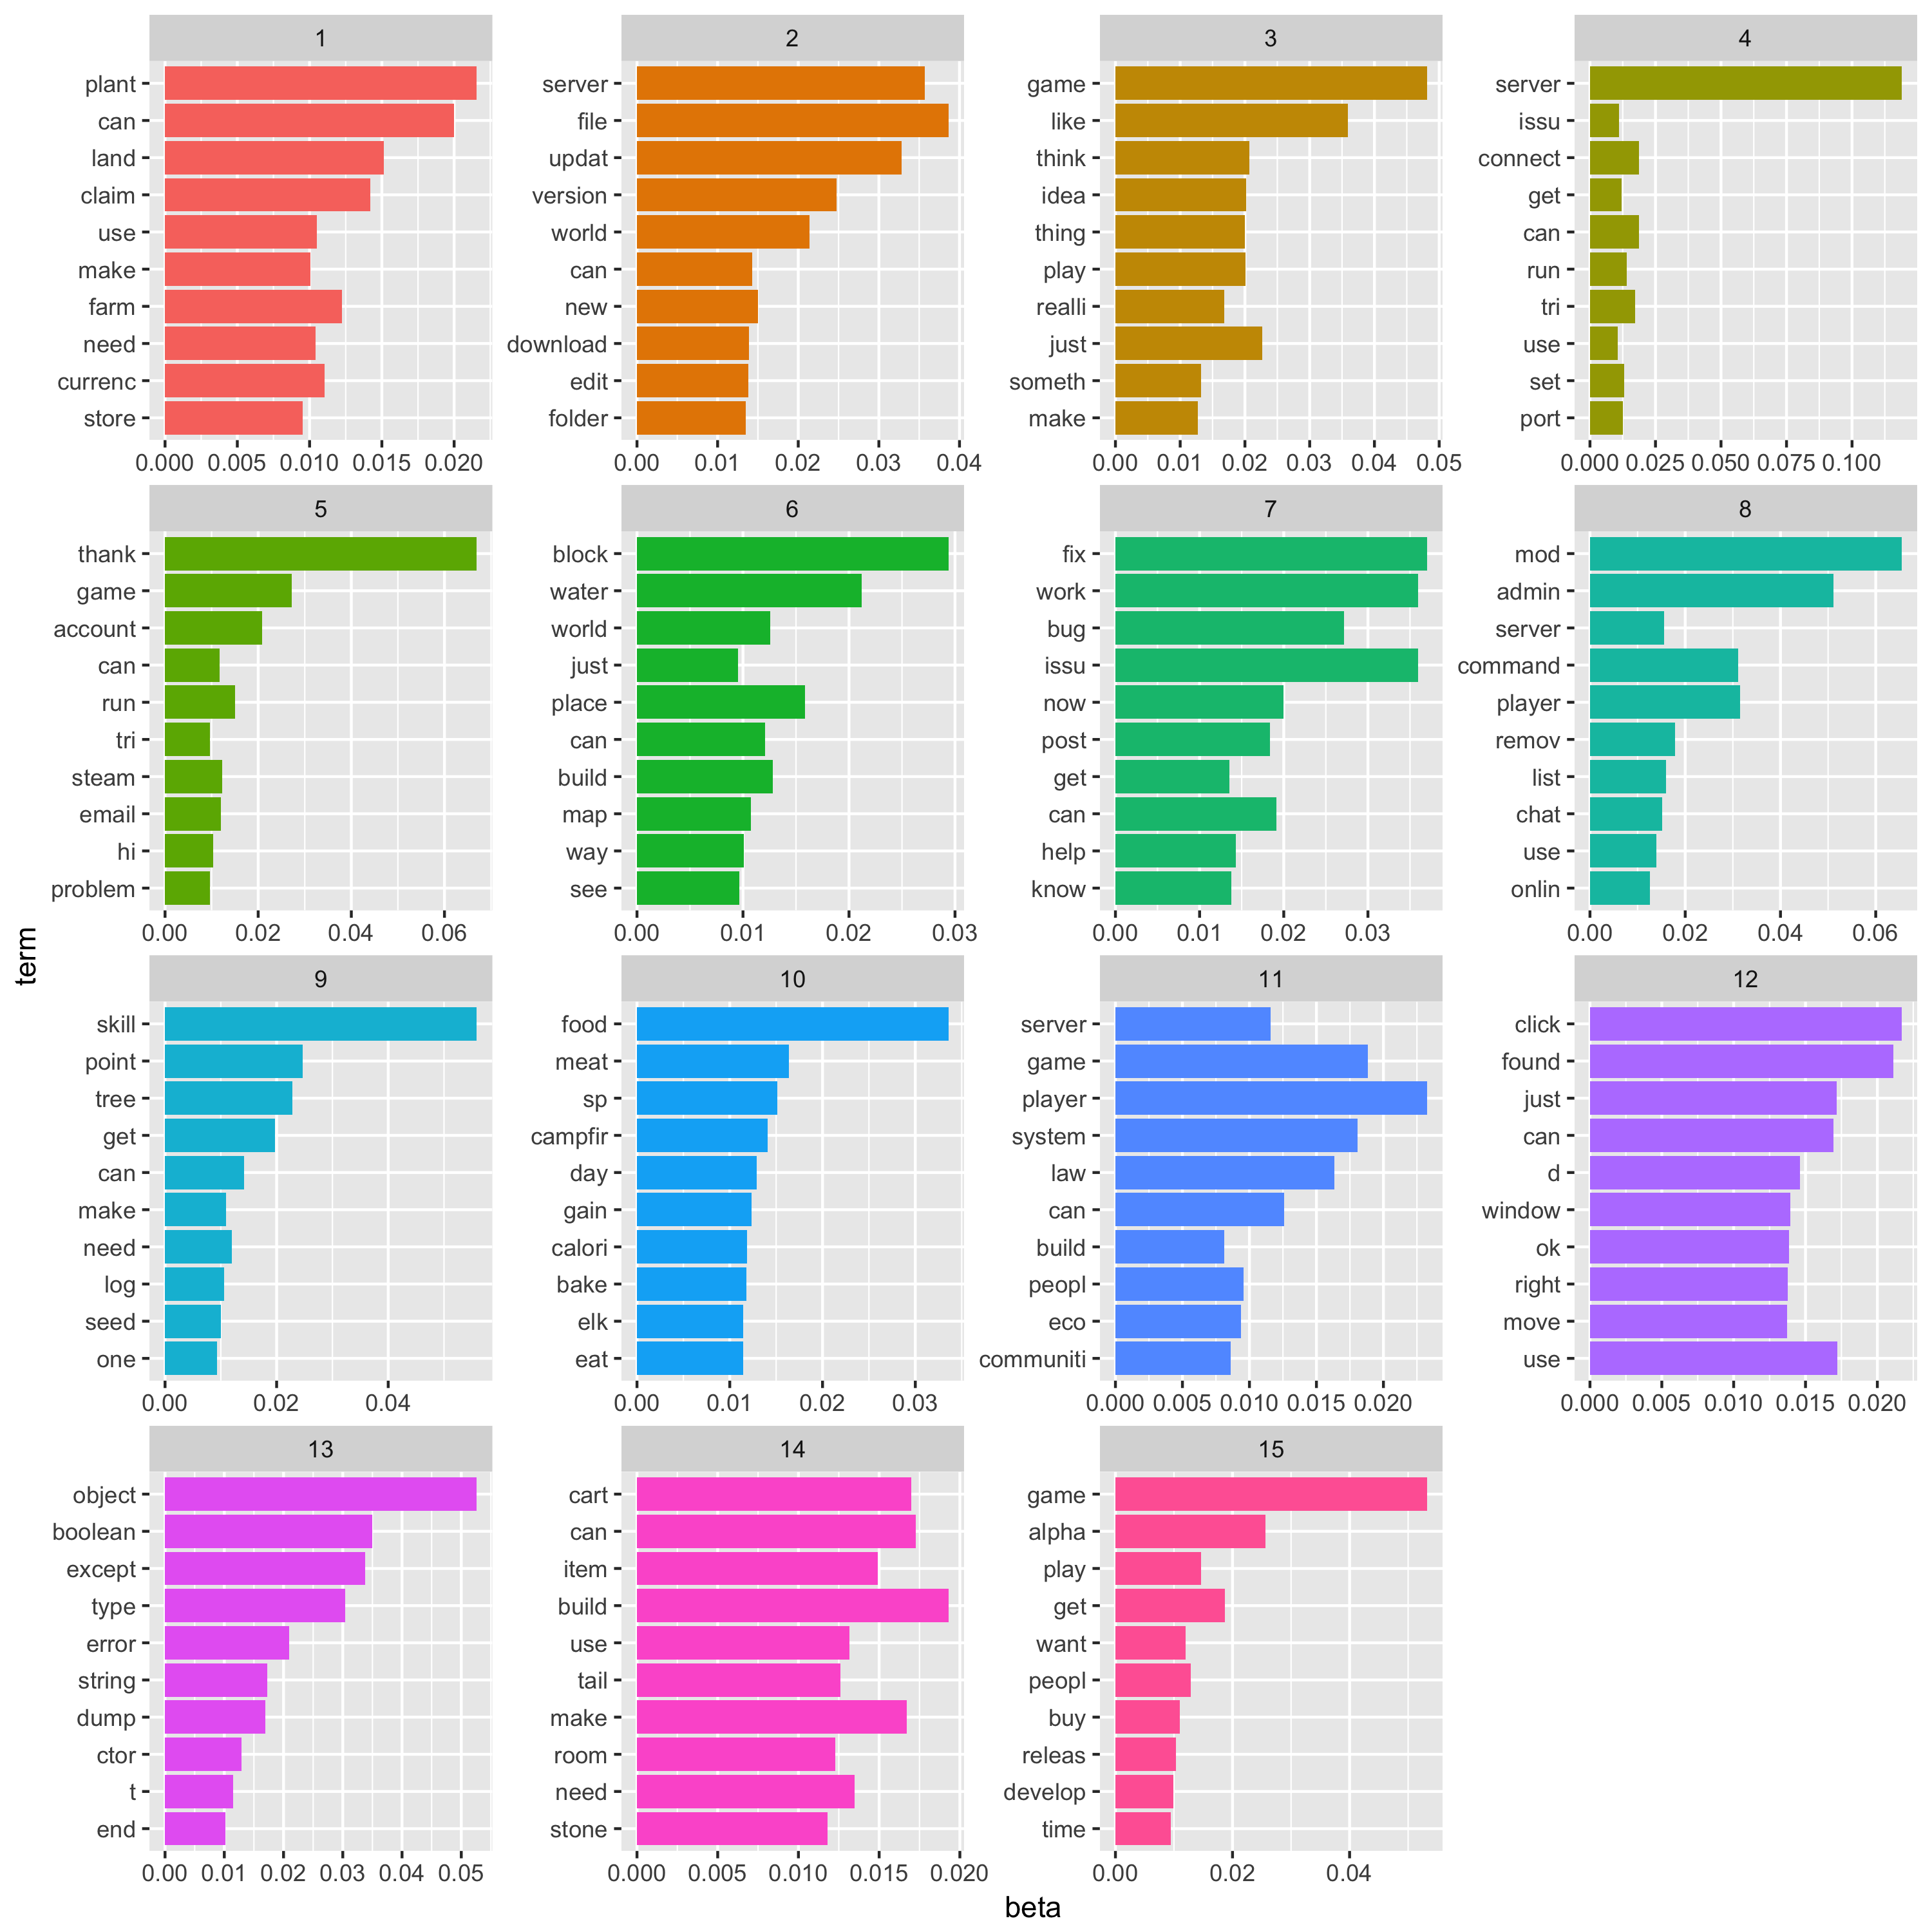 1
plant
can
land
claim
use
make
farm
need
currenc
store
0.000 0.005 0.010 0.015 0.020
2
server
file
updat
version
world
can
new
download
edit
folder
0.00 0.01 0.02 0.03 0.04
3
game
like
think
idea
thing
play
realli
just
someth
make
0.00 0.01 0.02 0.03 0.04 0.05
4
server
issu
connect
get
can
run
tri
use
set
port
0.000 0.025 0.050 0.075 0.100
5
thank
game
account
can
run
tri
steam
email
hi
problem
0.00 0.02 0.04 0.06
6
block
water
world
just
place
can
build
map
way
see
0.00 0.01 0.02 0.03
7
fix
work
bug
issu
now
post
get
can
help
know
0.00 0.01 0.02 0.03
8
mod
admin
server
command
player
remov
list
chat
use
onlin
0.00 0.02 0.04 0.06
term
9
skill
point
tree
get
can
make
need
log
seed
one
0.00 0.02 0.04
10
food
meat
sp
campfir
day
gain
calori
bake
elk
eat
0.00 0.01 0.02 0.03
11
server
game
player
system
law
can
build
peopl
eco
communiti
0.000 0.005 0.010 0.015 0.020
12
click
found
just
can
d
window
ok
right
move
use
0.000 0.005 0.010 0.015 0.020
13
object
boolean
except
type
error
string
dump
ctor
t
end
0.00 0.01 0.02 0.03 0.04 0.05
14
cart
can
item
build
use
tail
make
room
need
stone
0.000 0.005 0.010 0.015 0.020
15
game
alpha
play
get
want
peopl
buy
releas
develop
time
0.00 0.02 0.04
beta